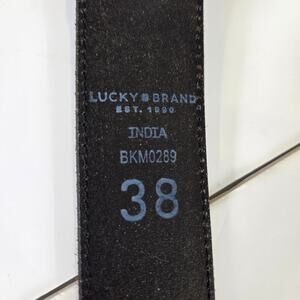 LUCKY BRAND
EST. 1990
INDIA
BKM0289
38